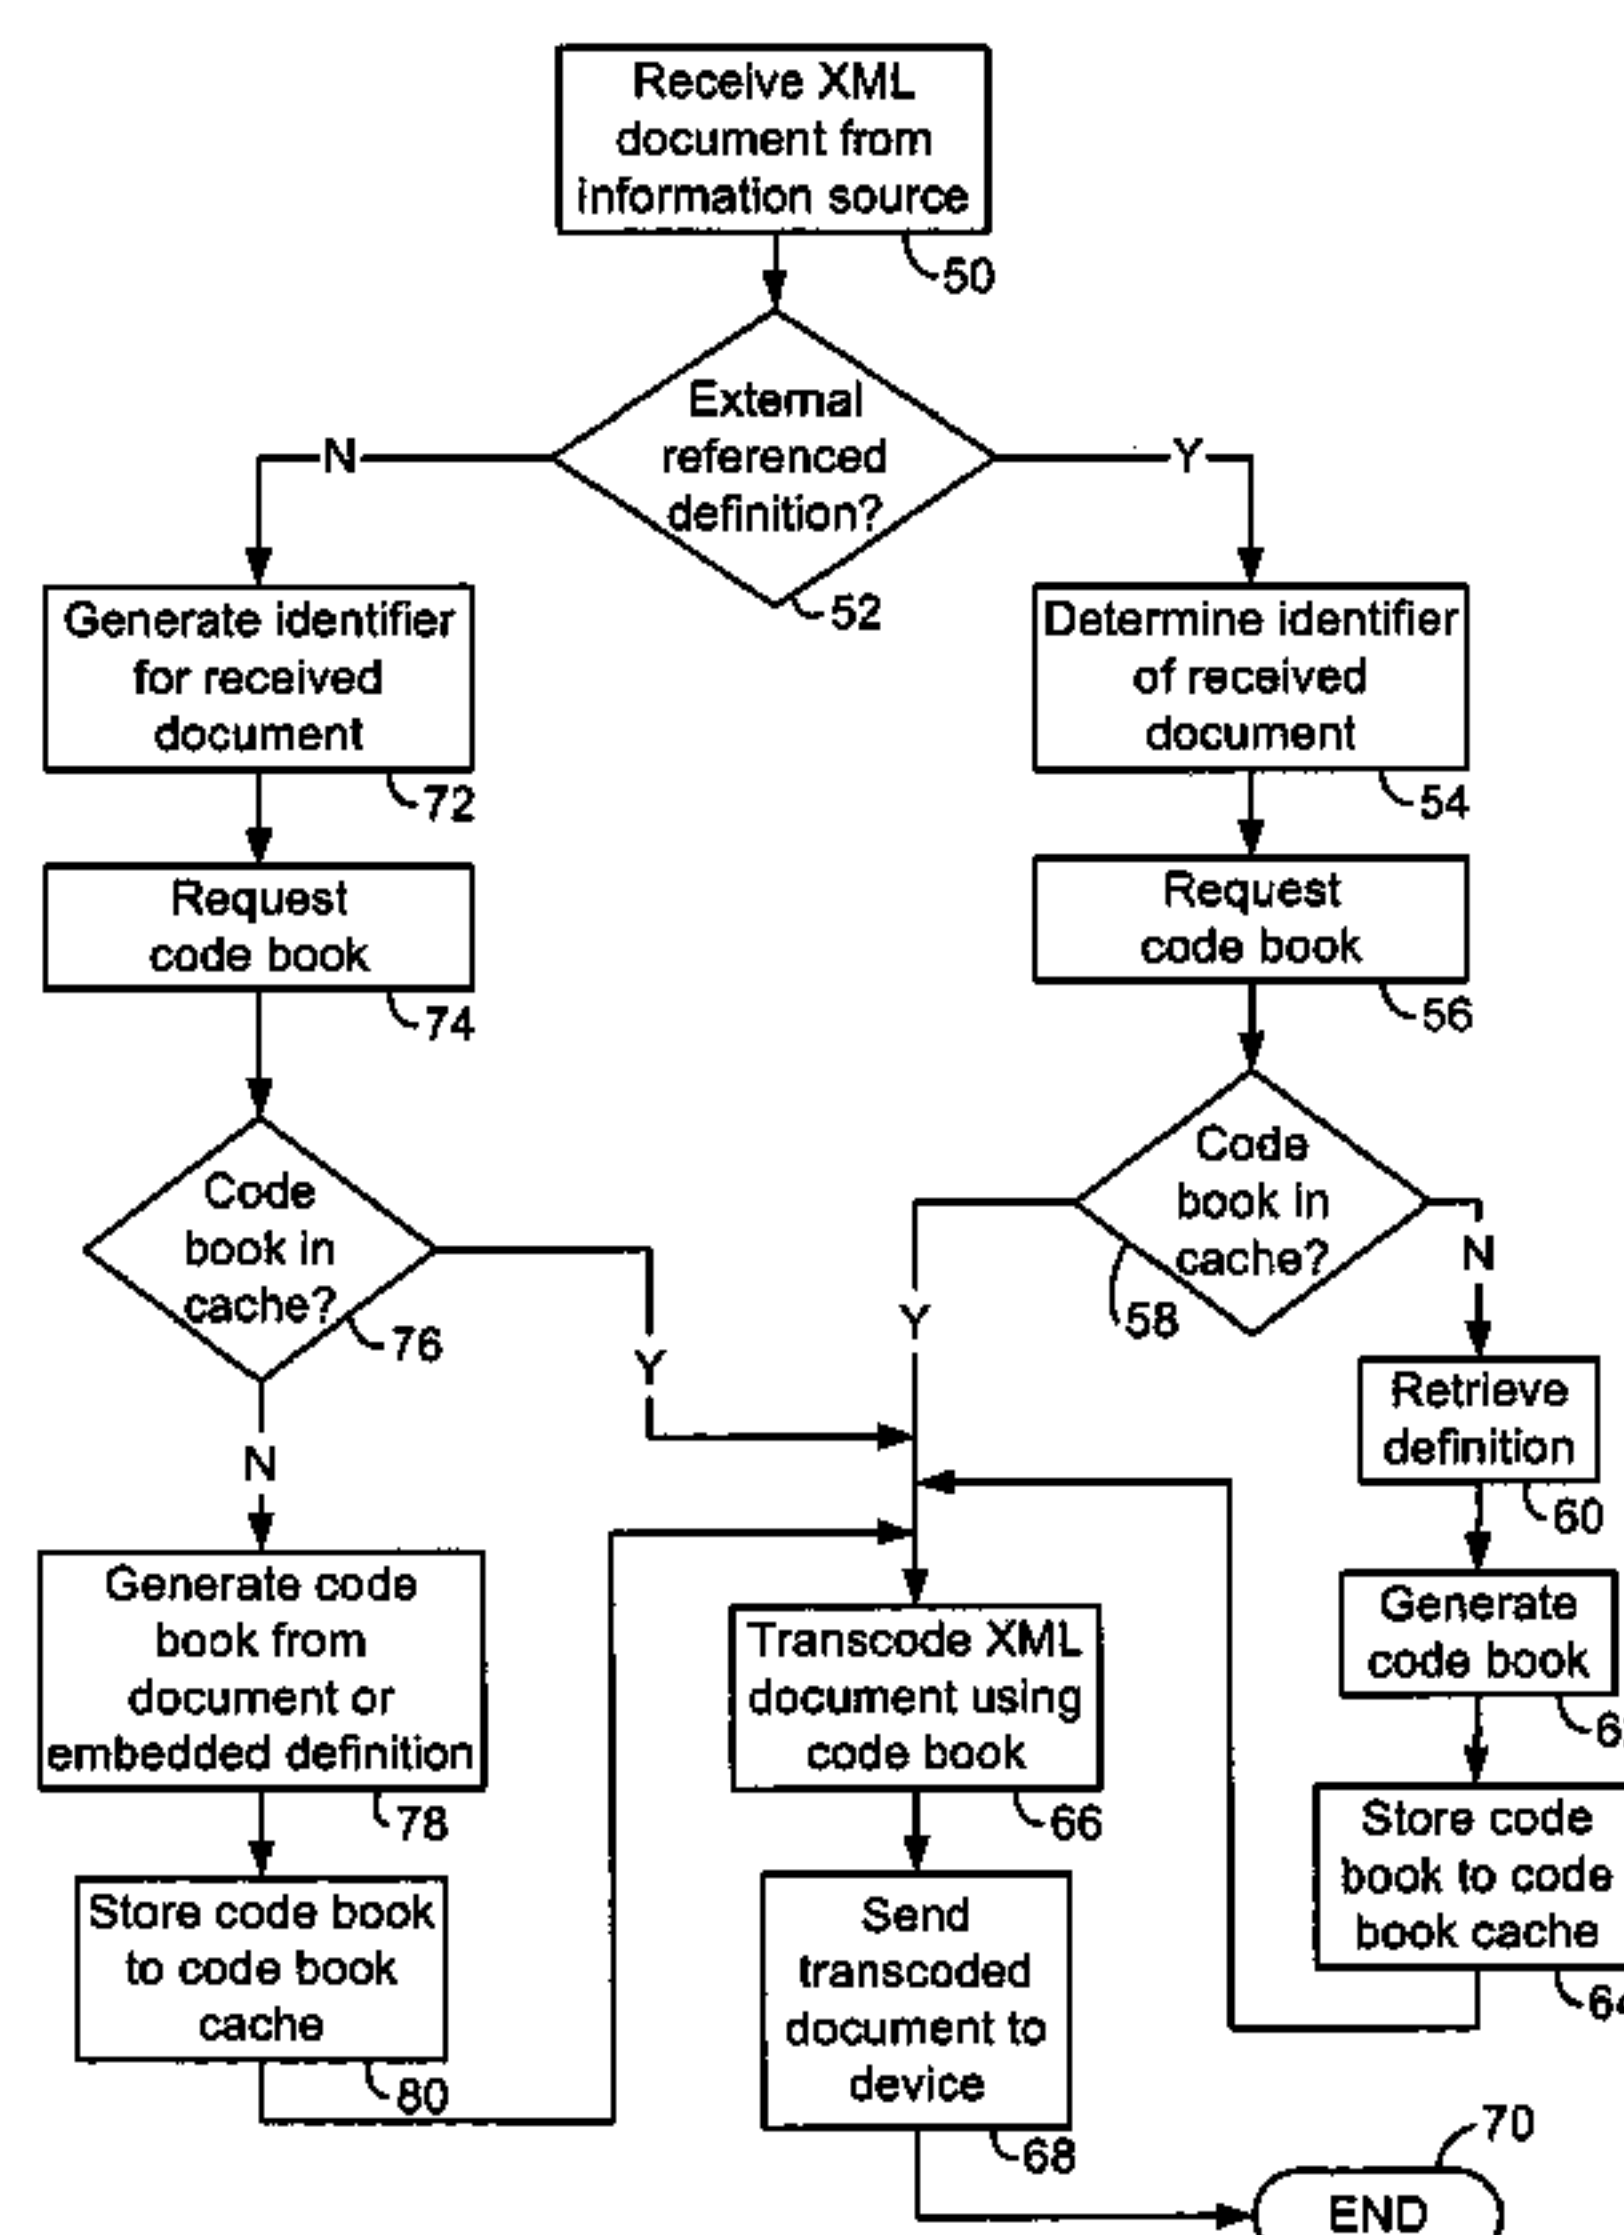 Receive XML
document from
information source
50
External
referenced
definition?
52
N
Y
Generate identifier
for received
document
72
Determine identifier
of received
document
54
Request
code book
74
Request
code book
56
Code
book in
cache?
76
Code
book in
cache?
58
Y
N
Y
N
Retrieve
definition
60
Generate code
book from
document or
embedded definition
78
Transcode XML
document using
code book
66
Generate
code book
6
Store code
book to code
book cache
64
Store code book
to code book
cache
80
Send
transcoded
document to
device
68
70
END